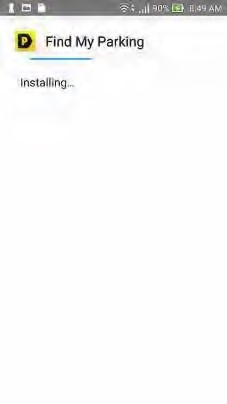 90% 8:49 AM
P Find My Parking
Installing...